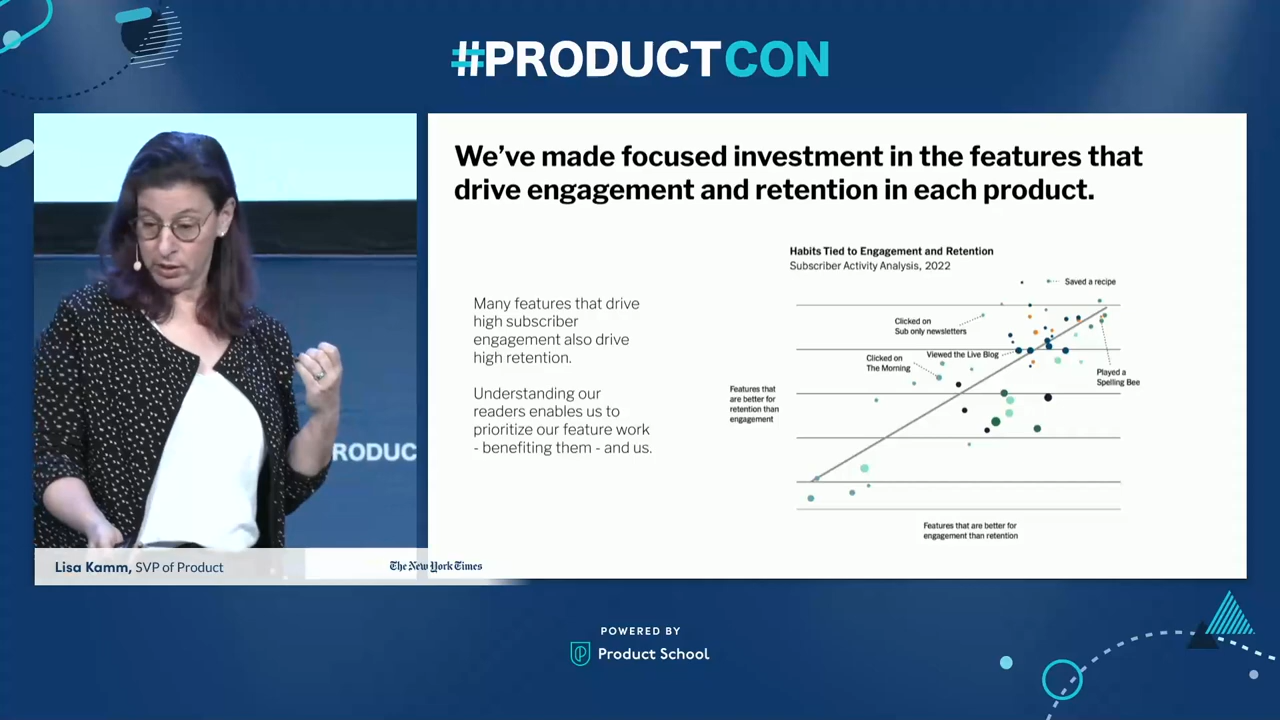 #PRODUCTCON
We’ve made focused investment in the features that
drive engagement and retention in each product.
Many features that drive
high subscriber
engagement also drive
high retention.
Understanding our
readers enables us to
prioritize our feature work
- benefiting them - and us.
Habits Tied to Engagement and Retention
Subscriber Activity Analysis, 2022
Saved a recipe
Clicked on
Sub only newsletters
Viewed the Live Blog
Clicked on
The Morning
Played a
Spelling Bee
Features that
are better for
retention than
engagement
Features that are better for
engagement than retention
RODUC
Lisa Kamm, SVP of Product
The New York Times
POWERED BY
Product School